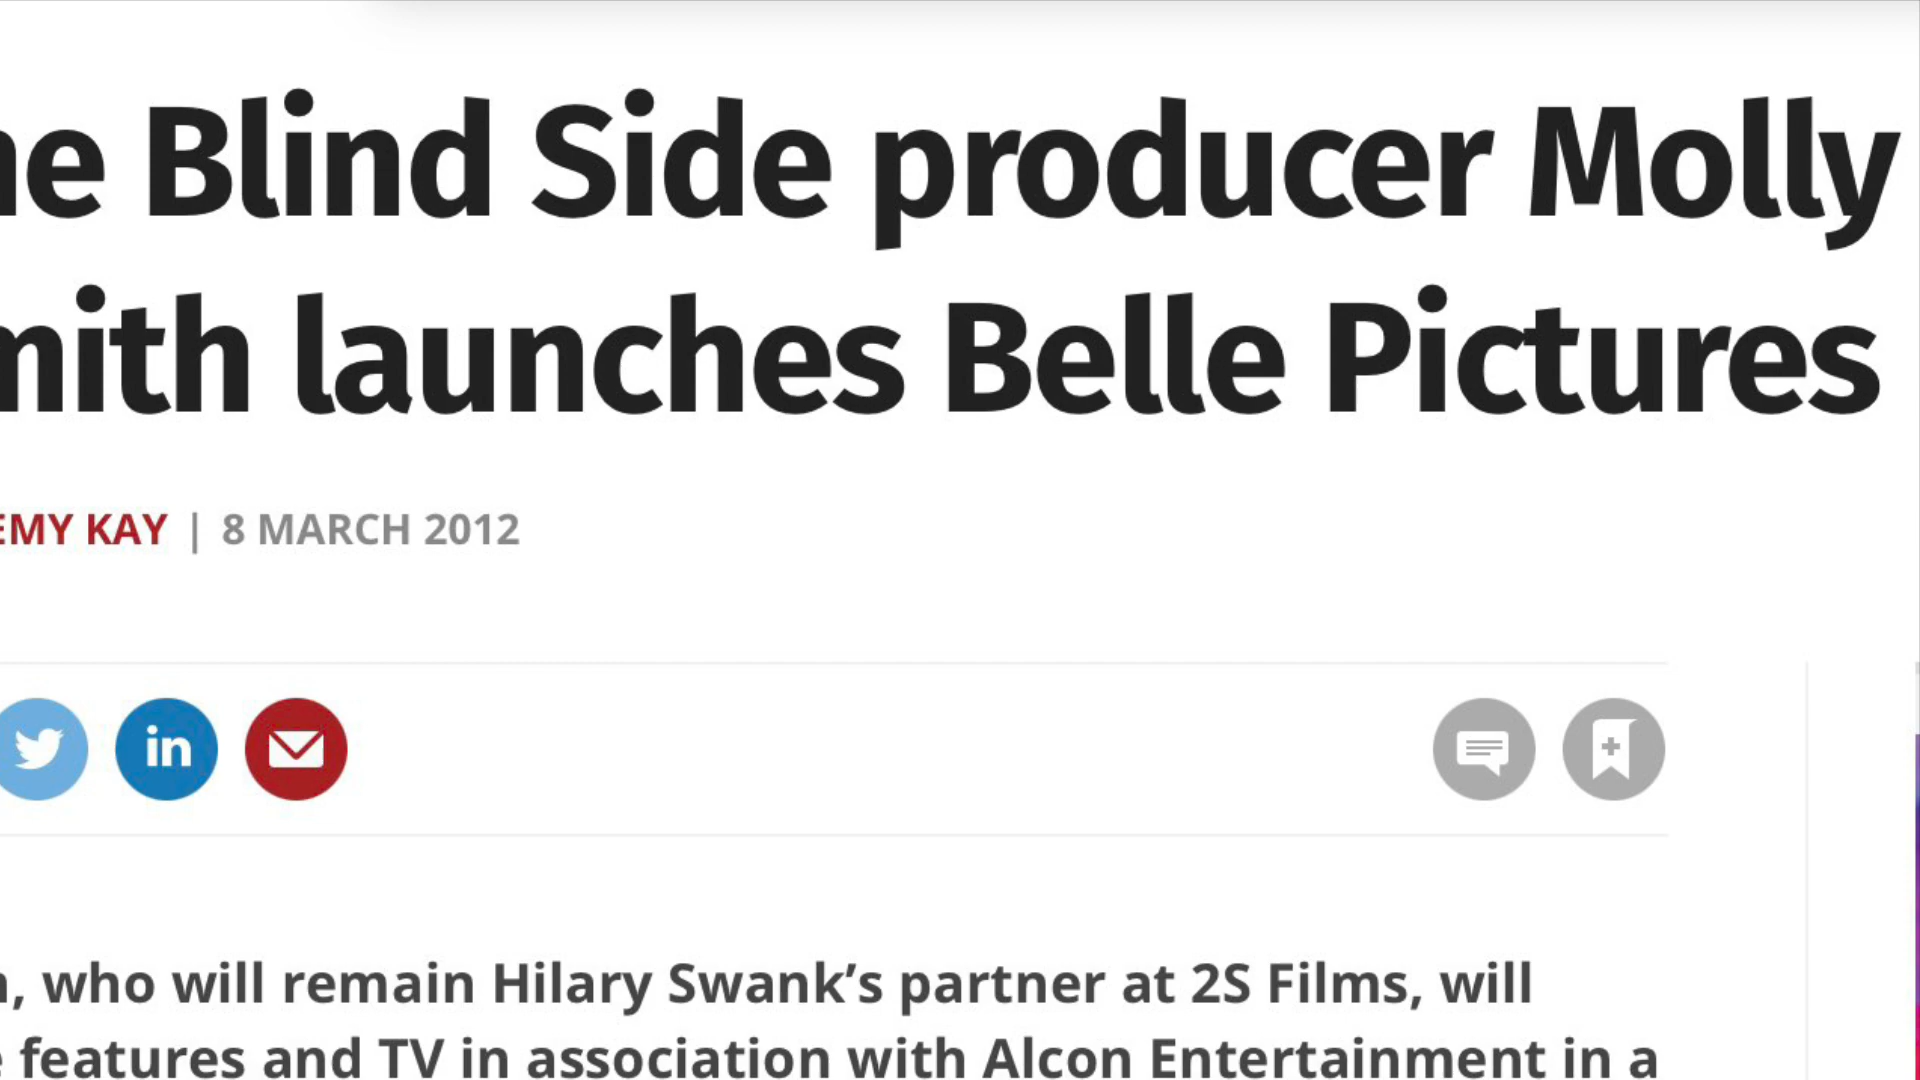 he Blind Side producer Molly
mith launches Belle Pictures
EMY KAY | 8 MARCH 2012
in
, who will remain Hilary Swank’s partner at 2S Films, will
features and TV in association with Alcon Entertainment in a